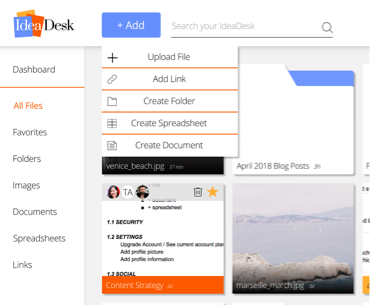 IdeaDesk
+ Add
Search your IdeaDesk
Dashboard
All Files
Favorites
Folders
Images
Documents
Spreadsheets
Links
Upload File
Add Link
Create Folder
Create Spreadsheet
Create Document
venice_beach.jpg 37 min
April 2018 Blog Posts 3h
TA
• + document
• + spreadsheet
1.1 SECURITY
1.2 SETTINGS
Upgrade Account / See current account plan
Add profile picture
Add profile information
1.3 SOCIAL
Content Strategy 3d
marseille_march.jpg 3d